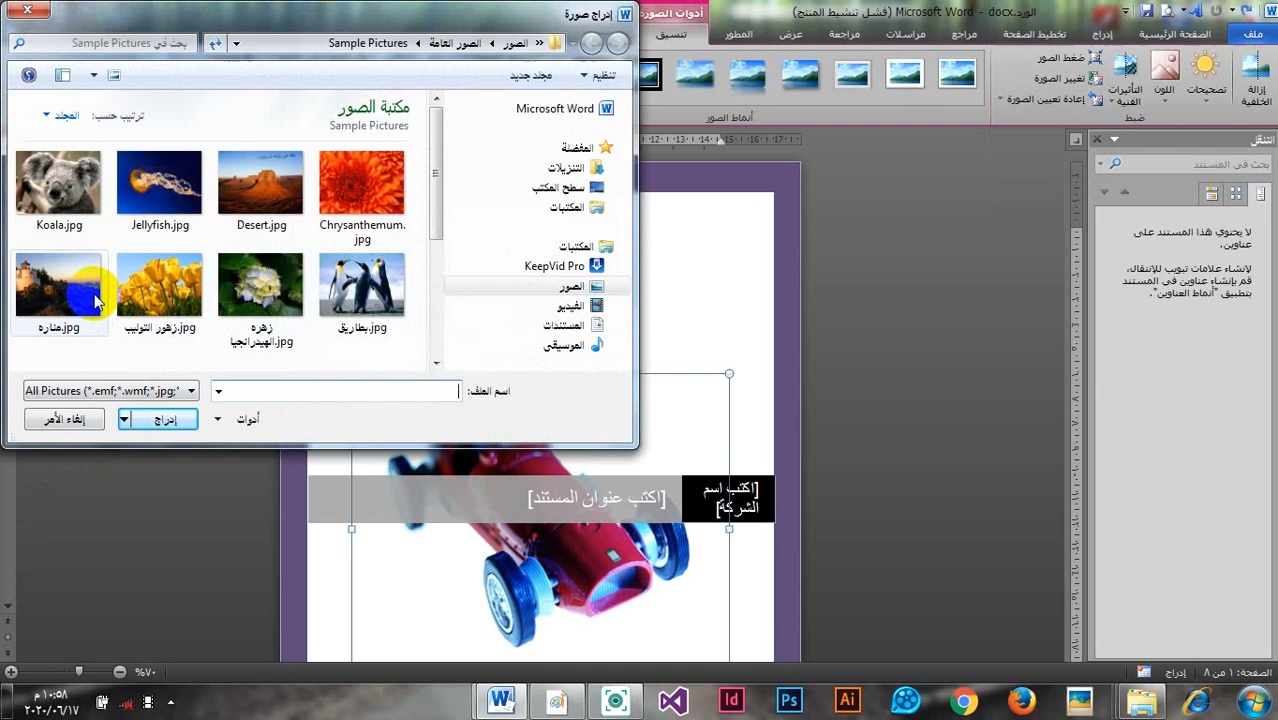 إدراج صورة
الورد.docx - Microsoft Word (فشل تنشيط المنتج)
أدوات الصورة
ملف
الصفحة الرئيسية
إدراج
تخطيط الصفحة
مراجع
مراسلات
مراجعة
عرض
المطور
تنسيق
الصور
الصور العامة
Sample Pictures
بحث في Sample Pictures
تنظيم
مجلد جديد
إزالة الخلفية
تصحيحات
اللون
التأثيرات الفنية
ضغط الصور
تغيير الصورة
إعادة تعيين الصورة
ضبط
أنماط الصور
Microsoft Word
المفضلة
التنزيلات
سطح المكتب
المكتبات
المكتبات
KeepVid Pro
الصور
الفيديو
المستندات
الموسيقى
مكتبة الصور
Sample Pictures
ترتيب حسب:
المجلد
Chrysanthemum.jpg
Desert.jpg
Jellyfish.jpg
Koala.jpg
بطاريق.jpg
زهره الهيدرانجيا.jpg
زهور التوليب.jpg
مناره.jpg
اسم الملف:
All Pictures (*.emf;*.wmf;*.jpg;*
أدوات
إدراج
إلغاء الأمر
التنقل
بحث في المستند
لا يحتوي هذا المستند على
عناوين.
لإنشاء علامات تبويب للانتقال،
قم بإنشاء عناوين في المستند
بتطبيق "أنماط العناوين".
[اكتب اسم
الشركة]
[اكتب عنوان المستند]
الصفحة: ١ من ٨
إدراج
٧٠%
١٠:٥٨ م
٢٠٢٠/٠٦/١٧
Id
Ps
Ai